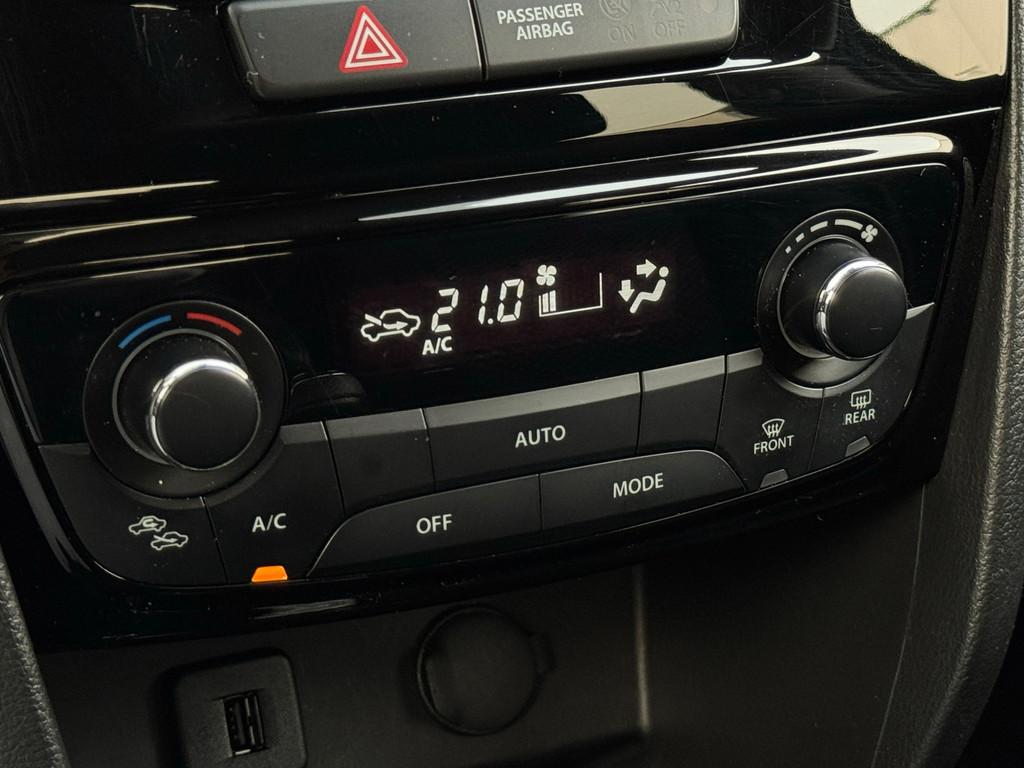 PASSENGER
AIRBAG
ON
OFF
21.0
A/C
AUTO
FRONT
REAR
A/C
OFF
MODE